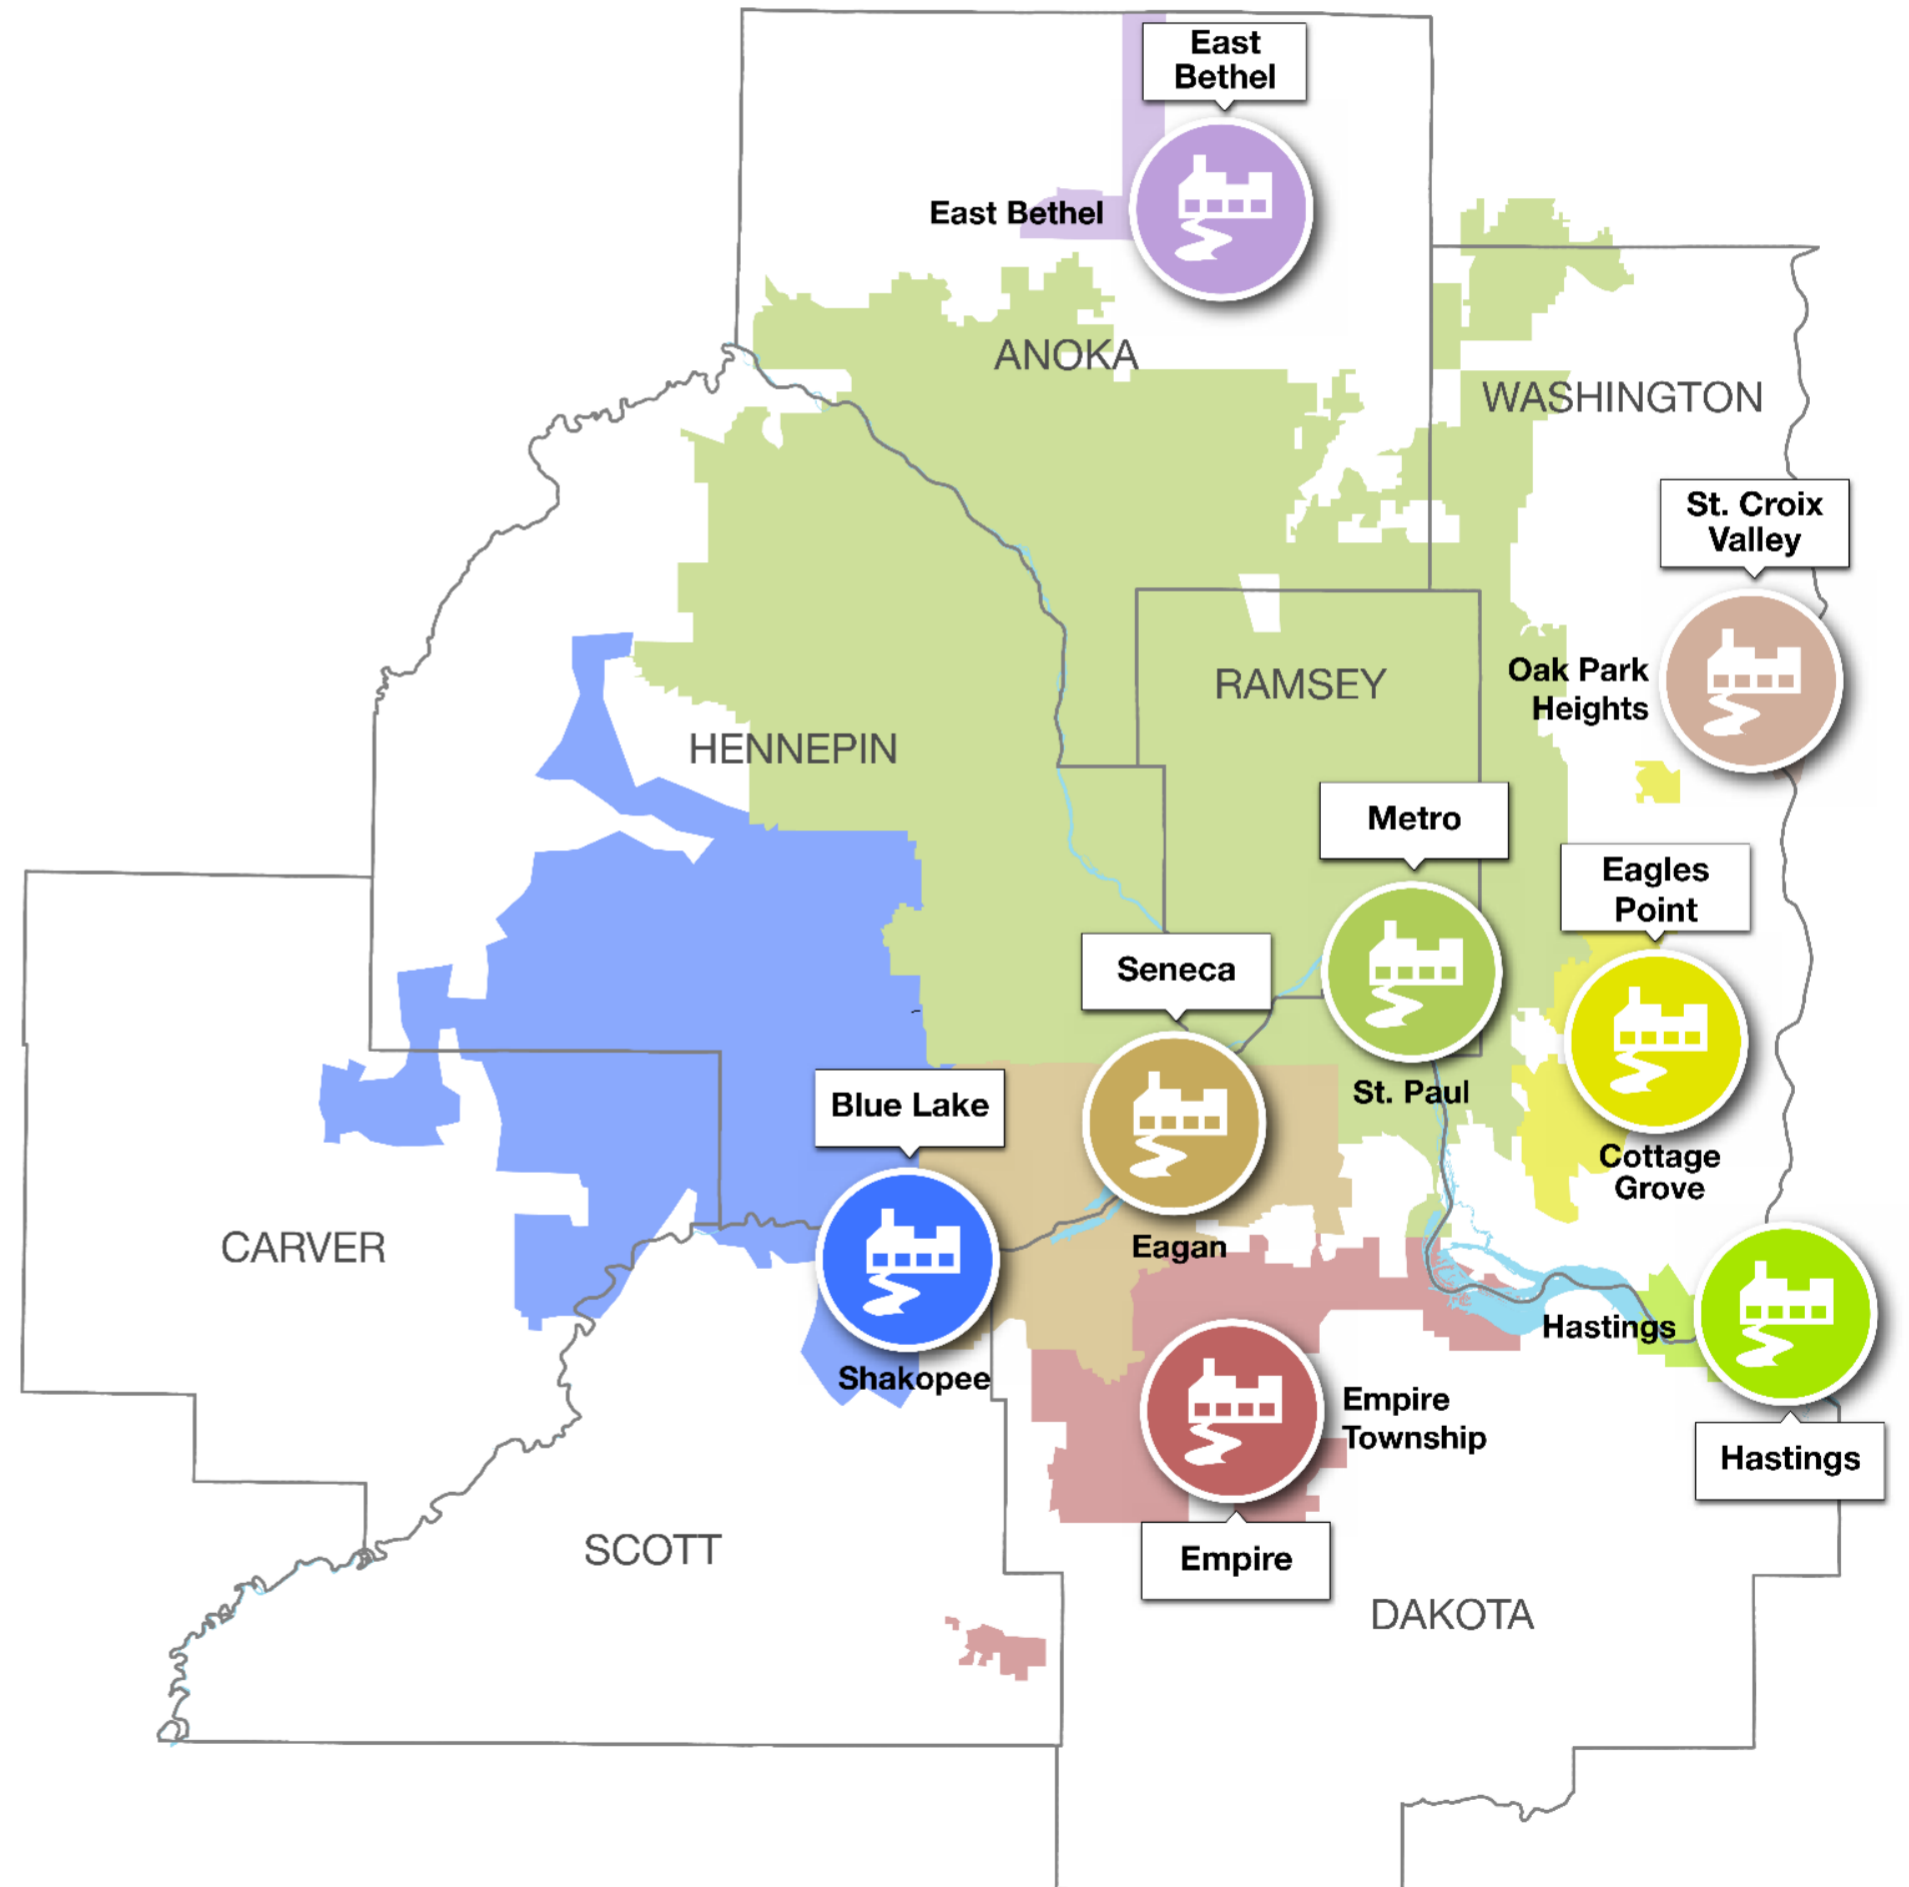 East
Bethel
East Bethel
ANOKA
WASHINGTON
St. Croix
Valley
Oak Park
Heights
RAMSEY
HENNEPIN
Metro
Eagles
Point
Seneca
St. Paul
Blue Lake
Cottage
Grove
CARVER
Eagan
Hastings
Shakopee
Empire
Township
Hastings
SCOTT
Empire
DAKOTA